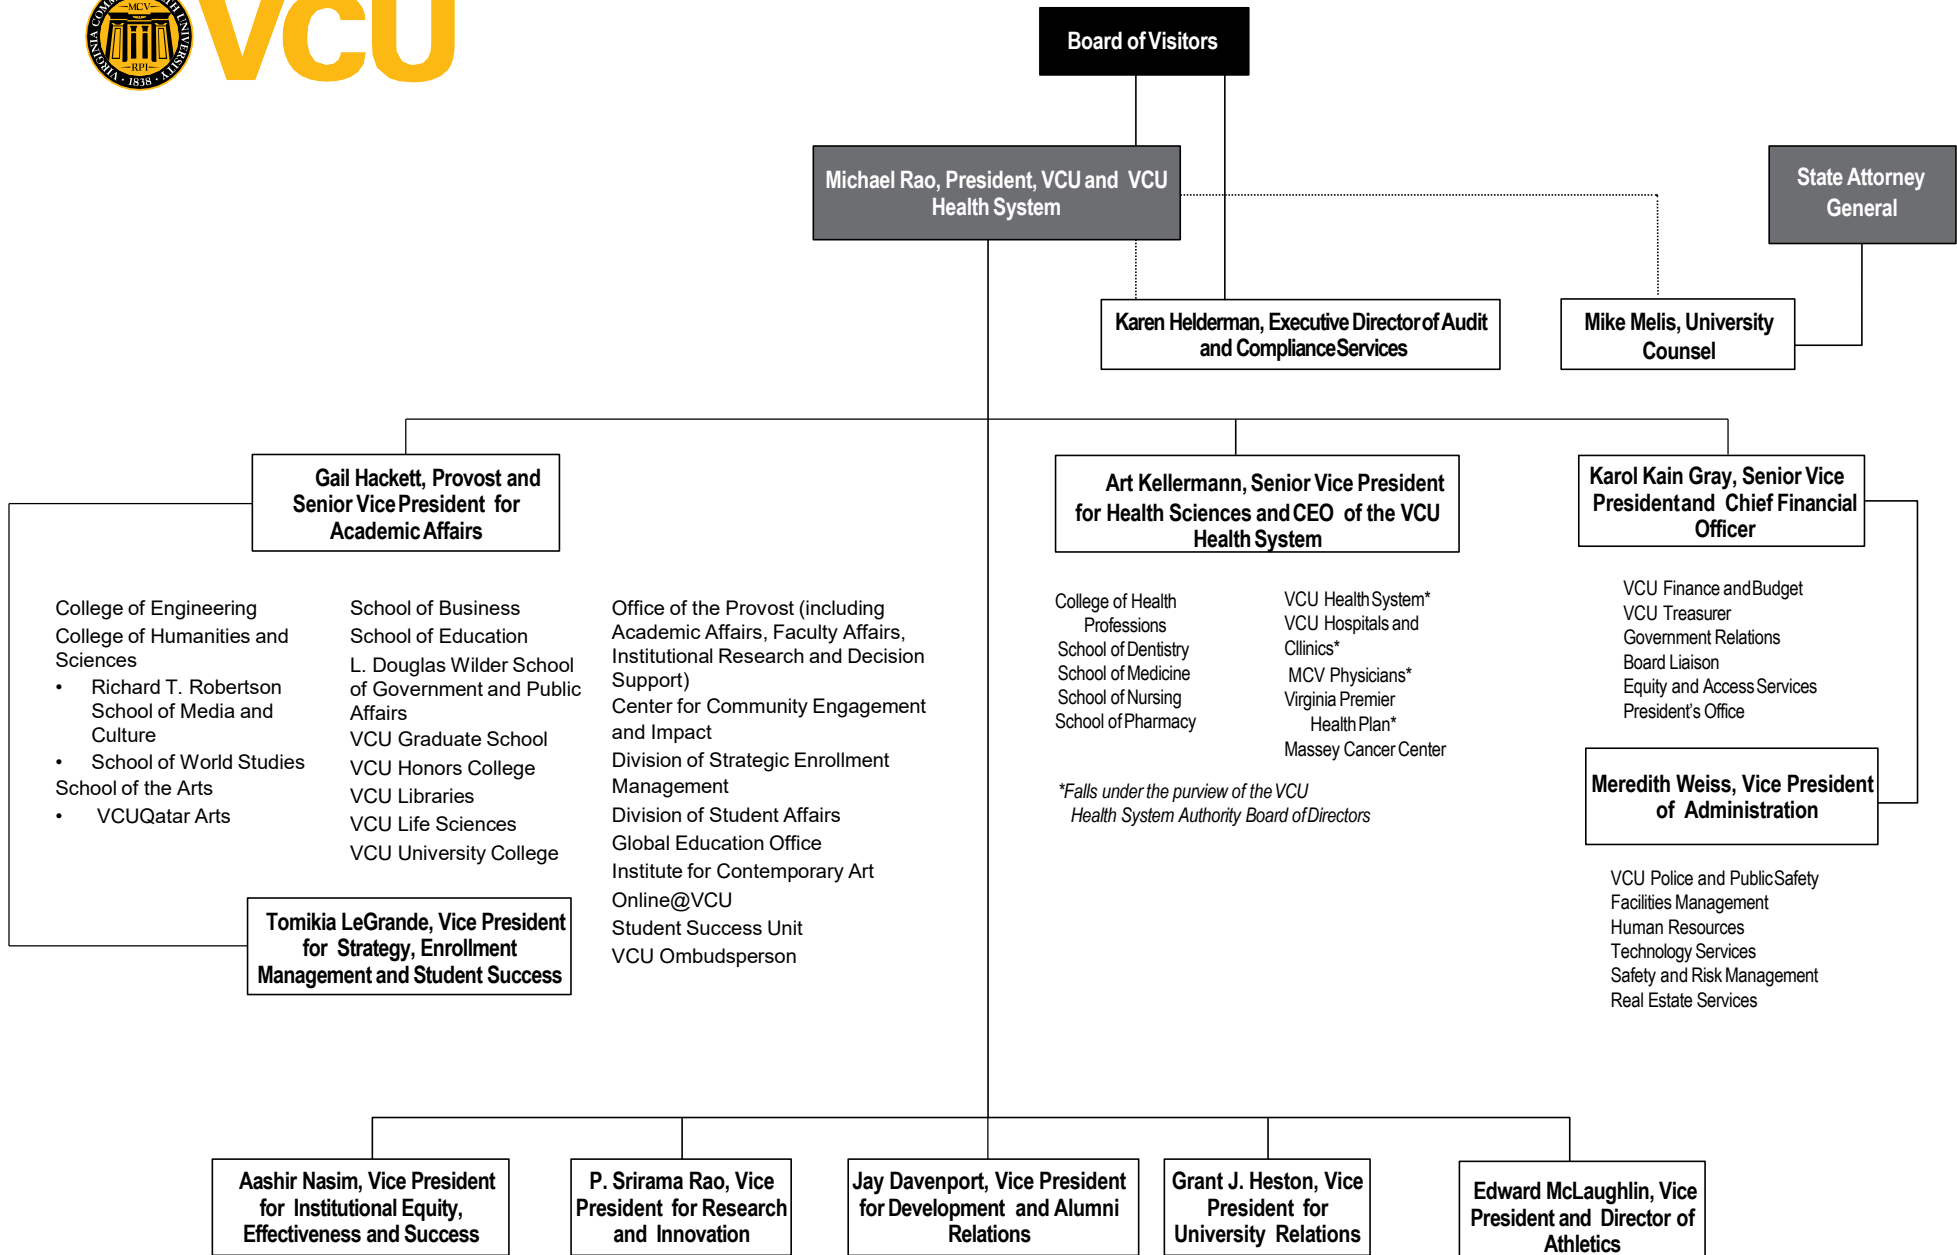 VIRGINIA COMMONWEALTH UNIVERSITY
MCV
RPI
1838
VCU
Board of Visitors
Michael Rao, President, VCU and VCU
Health System
State Attorney
General
Karen Helderman, Executive Director of Audit
and Compliance Services
Mike Melis, University
Counsel
Gail Hackett, Provost and
Senior Vice President for
Academic Affairs
Art Kellermann, Senior Vice President
for Health Sciences and CEO of the VCU
Health System
Karol Kain Gray, Senior Vice
President and Chief Financial
Officer
College of Engineering
College of Humanities and
Sciences
• Richard T. Robertson
School of Media and
Culture
• School of World Studies
School of the Arts
• VCUQatar Arts
School of Business
School of Education
L. Douglas Wilder School
of Government and Public
Affairs
VCU Graduate School
VCU Honors College
VCU Libraries
VCU Life Sciences
VCU University College
Office of the Provost (including
Academic Affairs, Faculty Affairs,
Institutional Research and Decision
Support)
Center for Community Engagement
and Impact
Division of Strategic Enrollment
Management
Division of Student Affairs
Global Education Office
Institute for Contemporary Art
Online@VCU
Student Success Unit
VCU Ombudsperson
College of Health
Professions
School of Dentistry
School of Medicine
School of Nursing
School of Pharmacy
VCU Health System*
VCU Hospitals and
Cllinics*
MCV Physicians*
Virginia Premier
Health Plan*
Massey Cancer Center
*Falls under the purview of the VCU
Health System Authority Board of Directors
VCU Finance and Budget
VCU Treasurer
Government Relations
Board Liaison
Equity and Access Services
President’s Office
Meredith Weiss, Vice President
of Administration
VCU Police and Public Safety
Facilities Management
Human Resources
Technology Services
Safety and Risk Management
Real Estate Services
Tomikia LeGrande, Vice President
for Strategy, Enrollment
Management and Student Success
Aashir Nasim, Vice President
for Institutional Equity,
Effectiveness and Success
P. Srirama Rao, Vice
President for Research
and Innovation
Jay Davenport, Vice President
for Development and Alumni
Relations
Grant J. Heston, Vice
President for
University Relations
Edward McLaughlin, Vice
President and Director of
Athletics